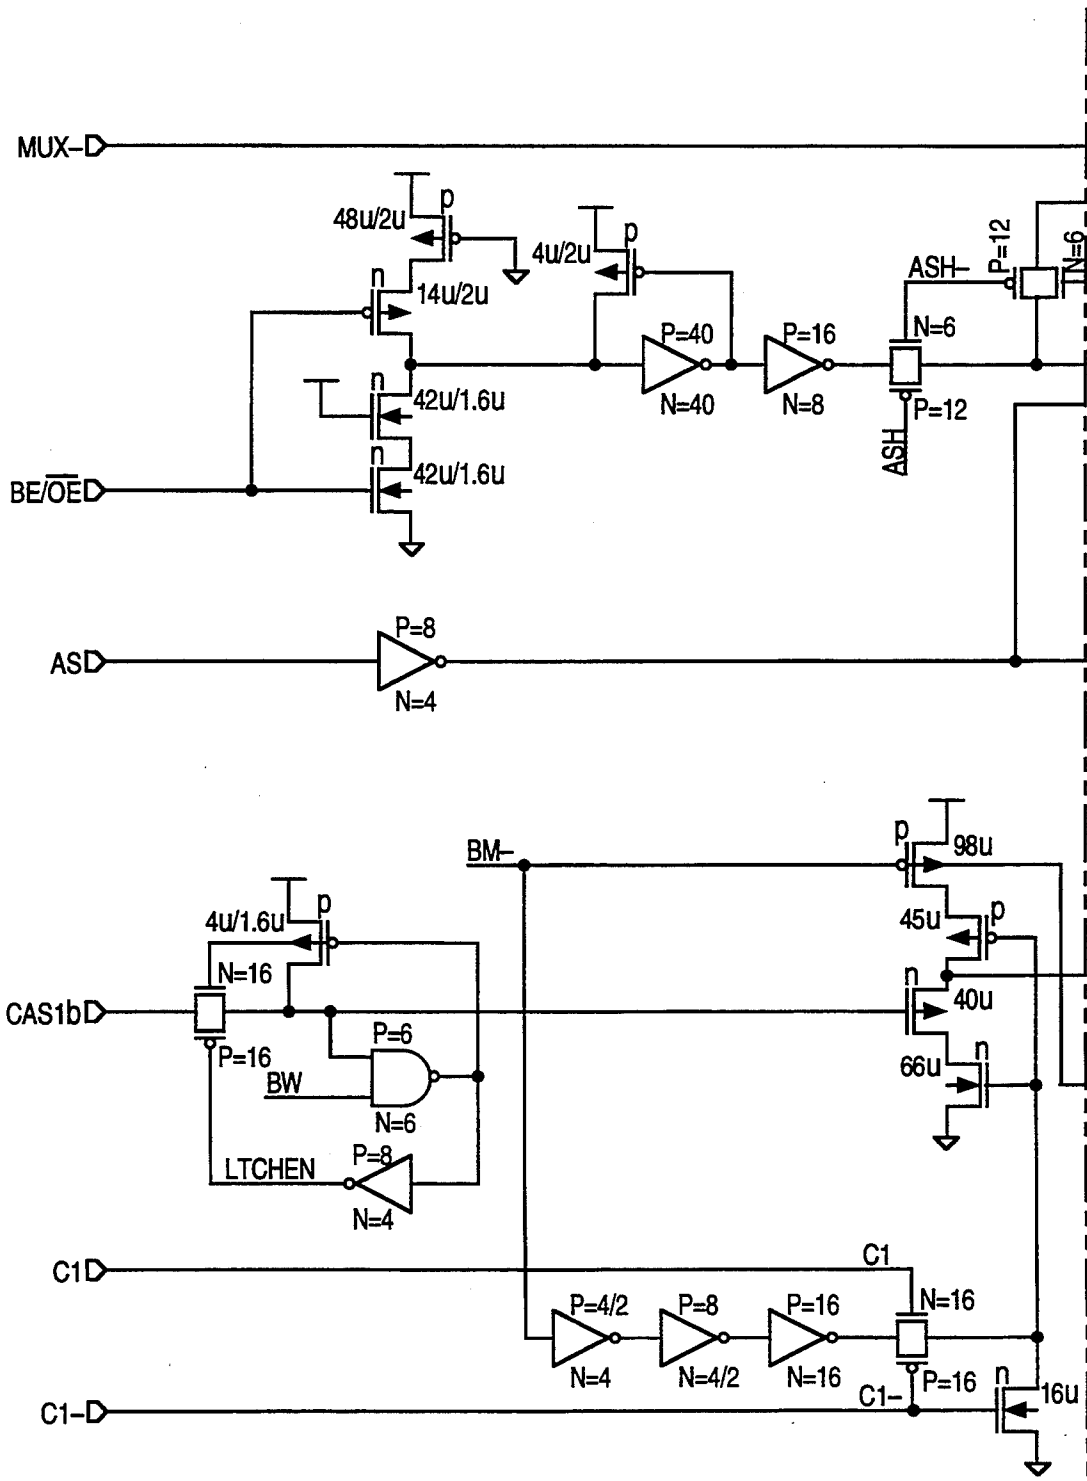 MUX-
p
48u/2u
n
14u/2u
n
42u/1.6u
n
42u/1.6u
BE/OE
p
4u/2u
P=40
N=40
P=16
N=8
ASH-
N=6
P=12
ASH
P=12
N=6
AS
P=8
N=4
BM-
p
98u
p
45u
n
40u
n
66u
p
4u/1.6u
N=16
CAS1b
P=16
P=6
BW
N=6
P=8
LTCHEN
N=4
C1
C1
N=16
P=4/2
P=8
P=16
N=4
N=4/2
N=16
P=16
C1-
C1-
n
16u